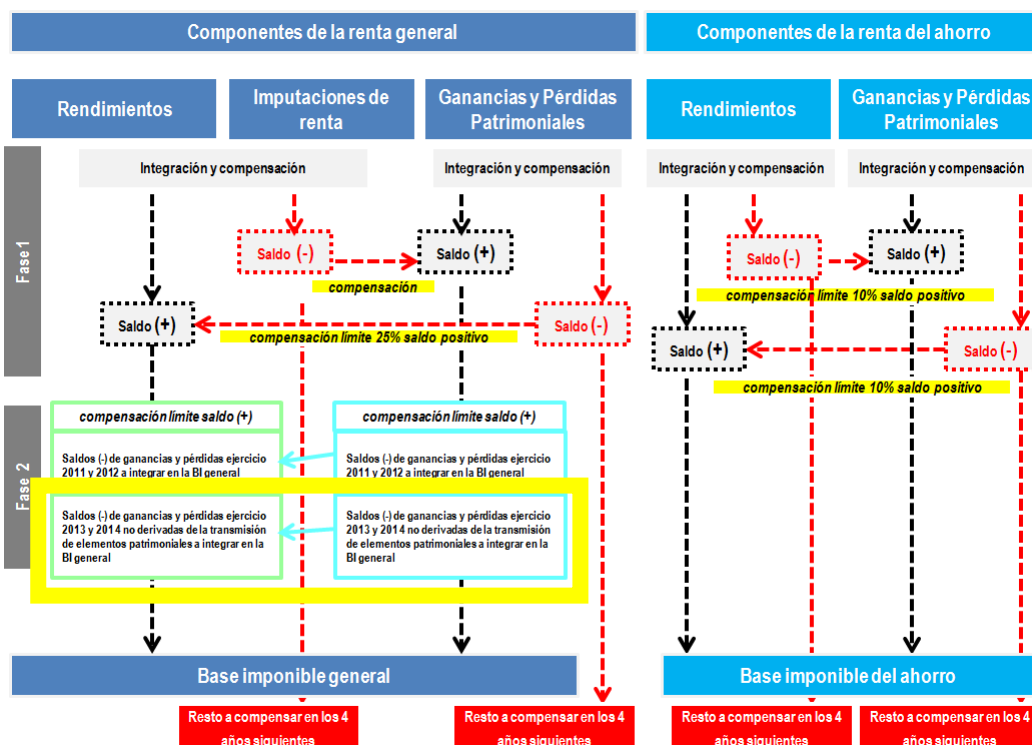 Componentes de la renta general
Componentes de la renta del ahorro
Rendimientos
Imputaciones de
renta
Ganancias y Pérdidas
Patrimoniales
Rendimientos
Ganancias y Pérdidas
Patrimoniales
Fase 1
Integración y compensación
Integración y compensación
Integración y compensación
Integración y compensación
Saldo (-)
Saldo (+)
compensación
Saldo (+)
Saldo (-)
compensación límite 25% saldo positivo
Saldo (-)
Saldo (+)
compensación límite 10% saldo positivo
Saldo (+)
Saldo (-)
compensación límite 10% saldo positivo
Fase 2
compensación límite saldo (+)
Saldos (-) de ganancias y pérdidas ejercicio
2011 y 2012 a integrar en la BI general
Saldos (-) de ganancias y pérdidas ejercicio
2013 y 2014 no derivadas de la transmisión
de elementos patrimoniales a integrar en la
BI general
compensación límite saldo (+)
Saldos (-) de ganancias y pérdidas ejercicio
2011 y 2012 a integrar en la BI general
Saldos (-) de ganancias y pérdidas ejercicio
2013 y 2014 no derivadas de la transmisión
de elementos patrimoniales a integrar en la
BI general
Base imponible general
Base imponible del ahorro
Resto a compensar en los 4
años siguientes
Resto a compensar en los 4
años siguientes
Resto a compensar en los 4
años siguientes
Resto a compensar en los 4
años siguientes